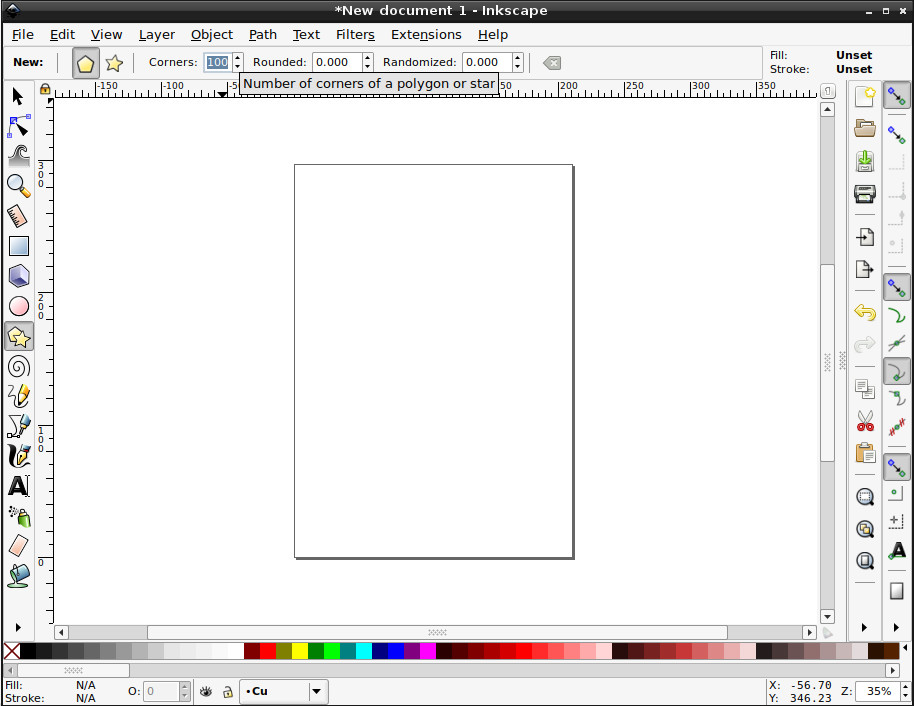 *New document 1 - Inkscape
File Edit View Layer Object Path Text Filters Extensions Help
New: Corners: 100 Rounded: 0.000 Randomized: 0.000 Fill: Unset
Stroke: Unset
Number of corners of a polygon or star
-150 -100 -5 50 200 250 300 350
300
200
100
0
A
A
Fill: N/A O: 0 •Cu X: -56.70 Z: 35%
Stroke: N/A Y: 346.23